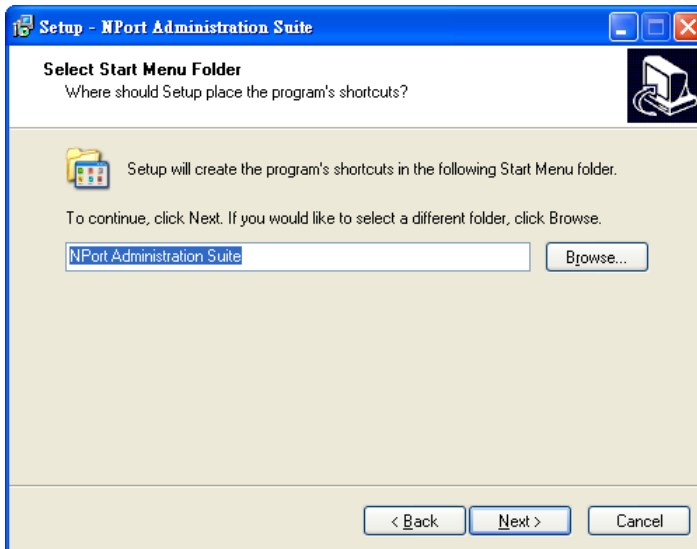 Setup - NPort Administration Suite
Select Start Menu Folder
Where should Setup place the program's shortcuts?
Setup will create the program's shortcuts in the following Start Menu folder.
To continue, click Next. If you would like to select a different folder, click Browse.
NPort Administration Suite
Browse...
< Back
Next >
Cancel